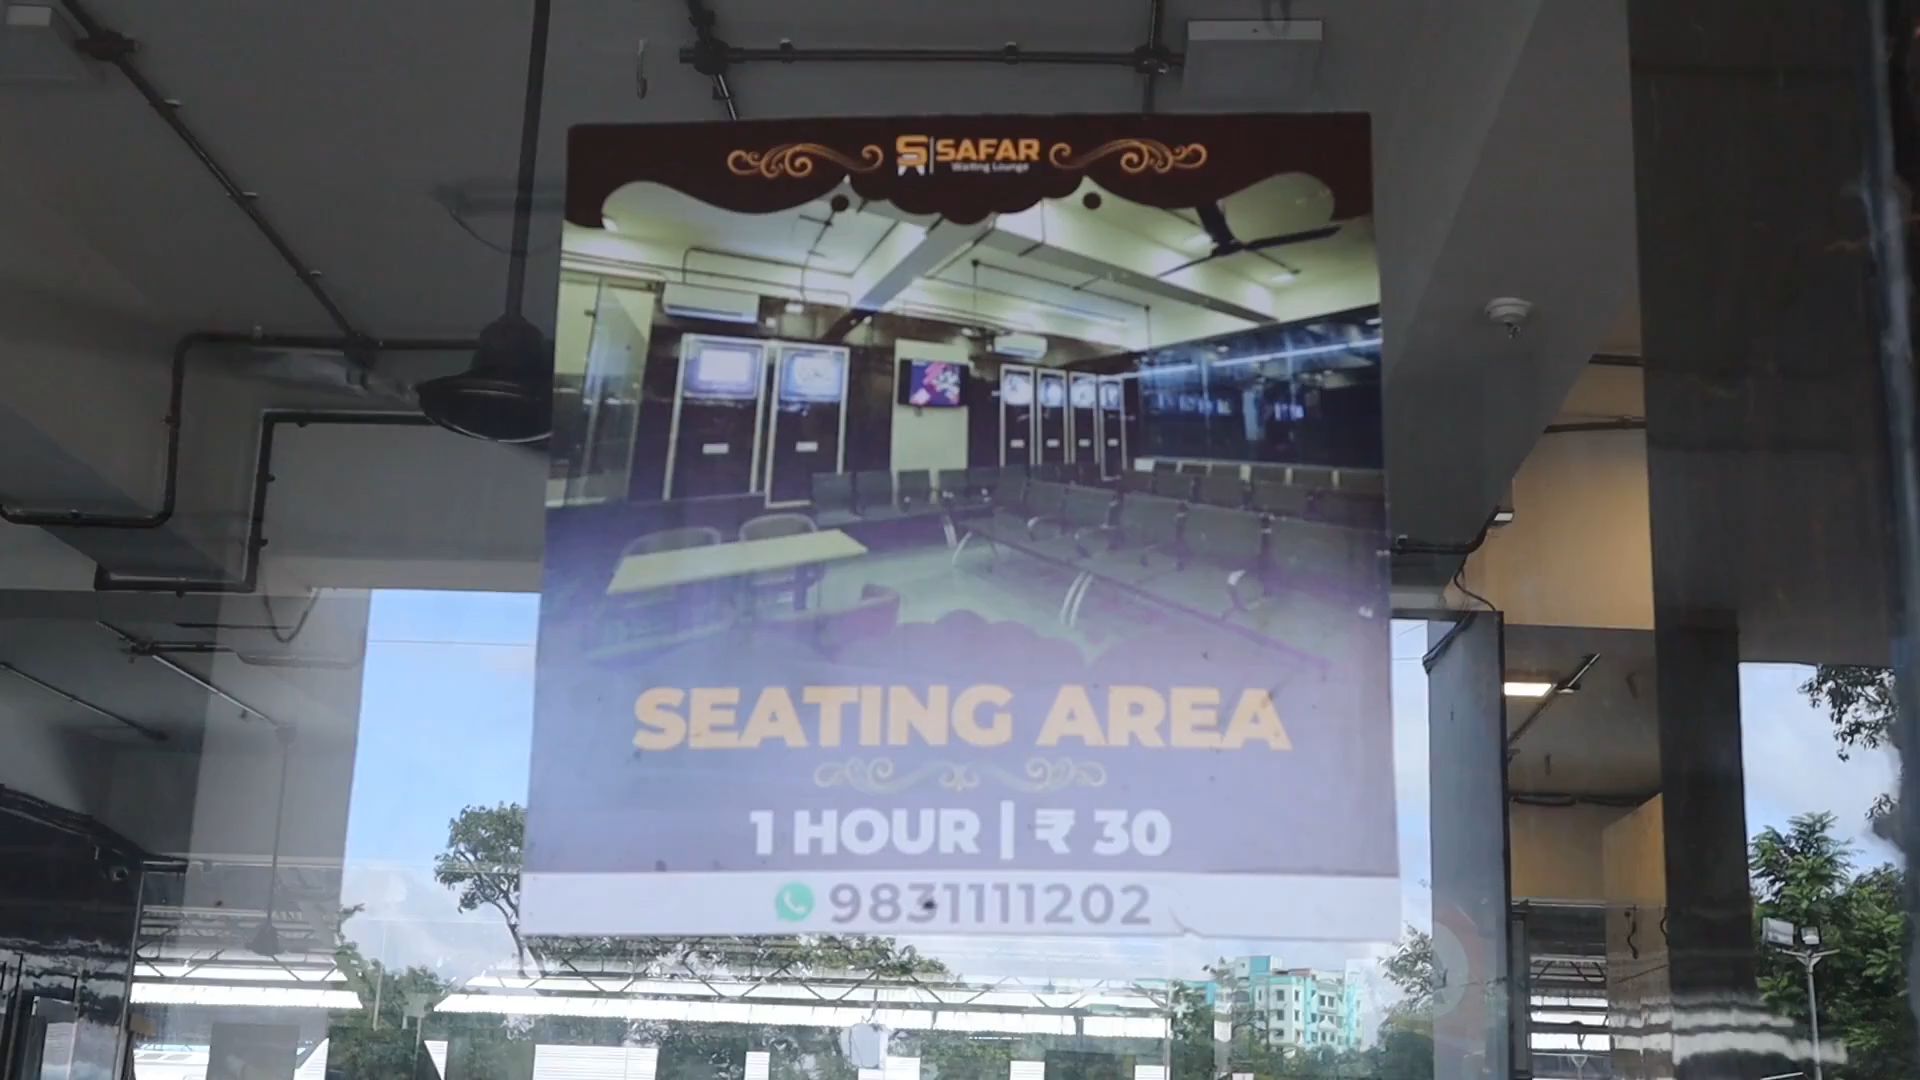 SAFAR
Waiting Lounge
SEATING AREA
1 HOUR | ₹ 30
9831111202